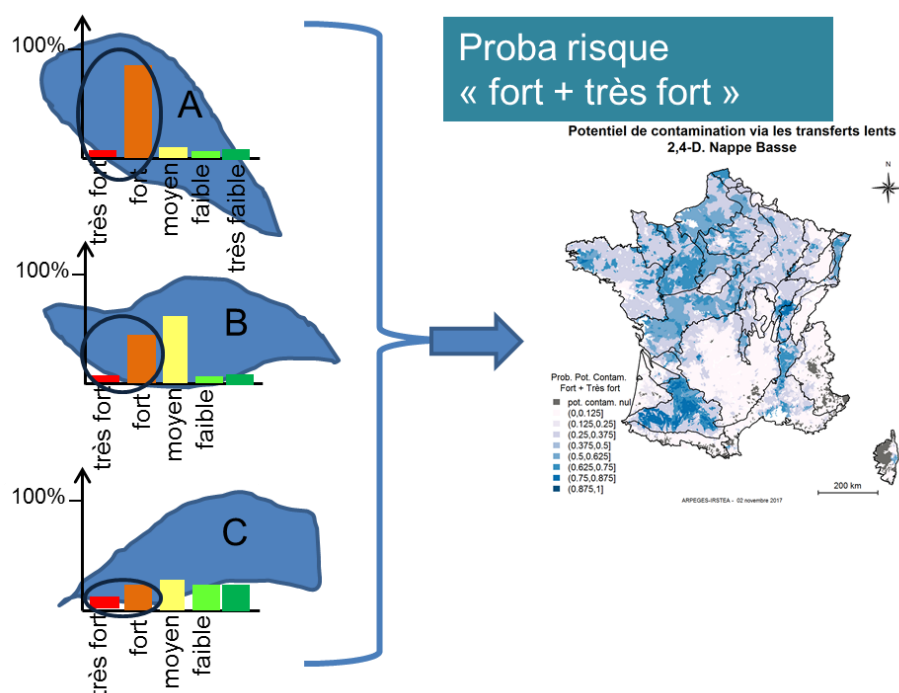 100%
A
très fort
fort
moyen
faible
très faible
100%
B
très fort
fort
moyen
faible
100%
C
très fort
fort
moyen
faible
Proba risque
« fort + très fort »
Potentiel de contamination via les transferts lents
2,4-D. Nappe Basse
N
Prob. Pot. Contam.
Fort + Très fort
pot. contam. nul
(0,0.125]
(0.125,0.25]
(0.25,0.375]
(0.375,0.5]
(0.5,0.625]
(0.625,0.75]
(0.75,0.875]
(0.875,1]
200 km
ARPEGES-IRSTEA - 02 novembre 2017